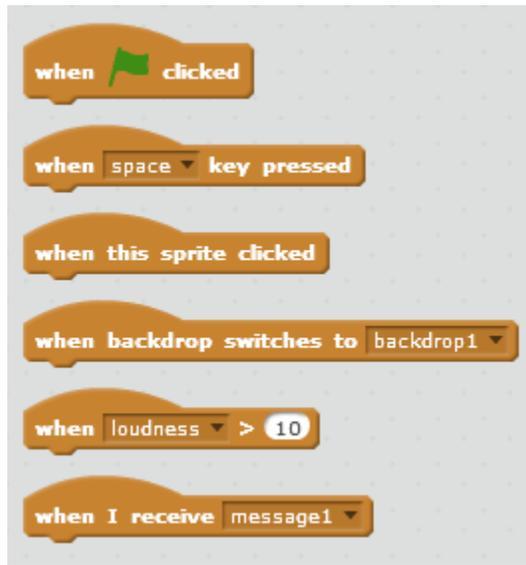 when clicked
when space key pressed
when this sprite clicked
when backdrop switches to backdrop1
when loudness > 10
when I receive message1